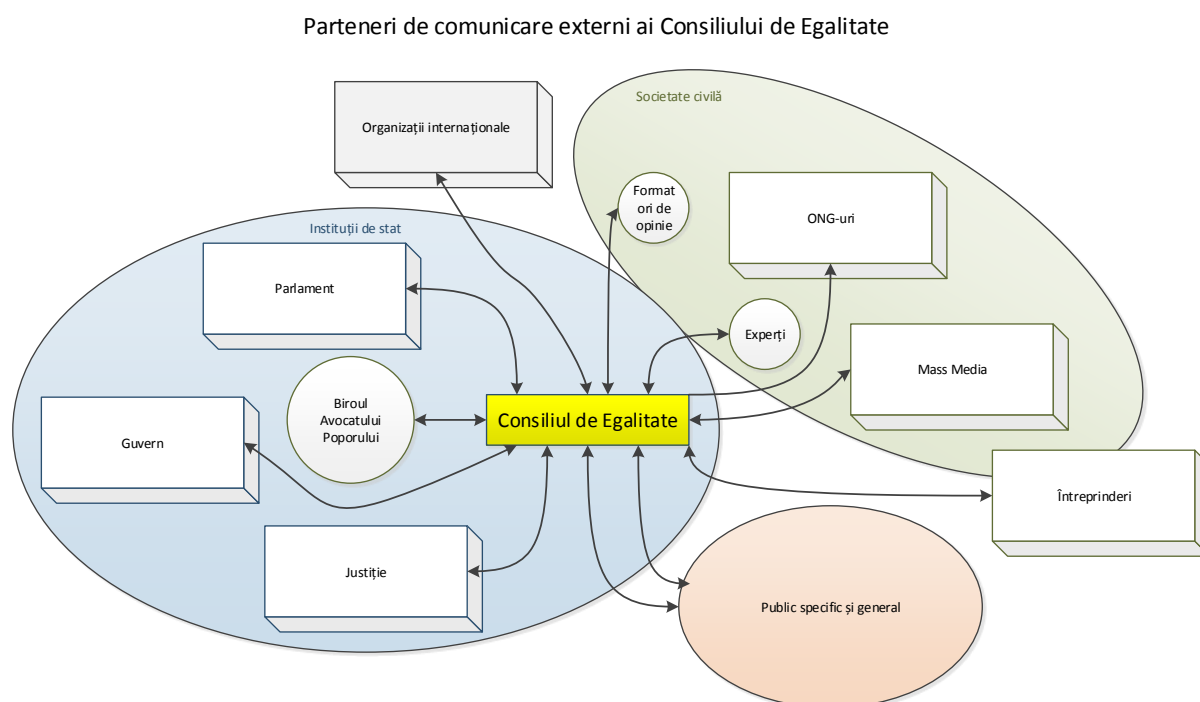 Parteneri de comunicare externi ai Consiliului de Egalitate
Societate civilă
Organizații internaționale
Format
ori de
opinie
ONG-uri
Instituții de stat
Parlament
Experți
Mass Media
Biroul
Avocatului
Poporului
Consiliul de Egalitate
Guvern
Întreprinderi
Justiție
Public specific și general